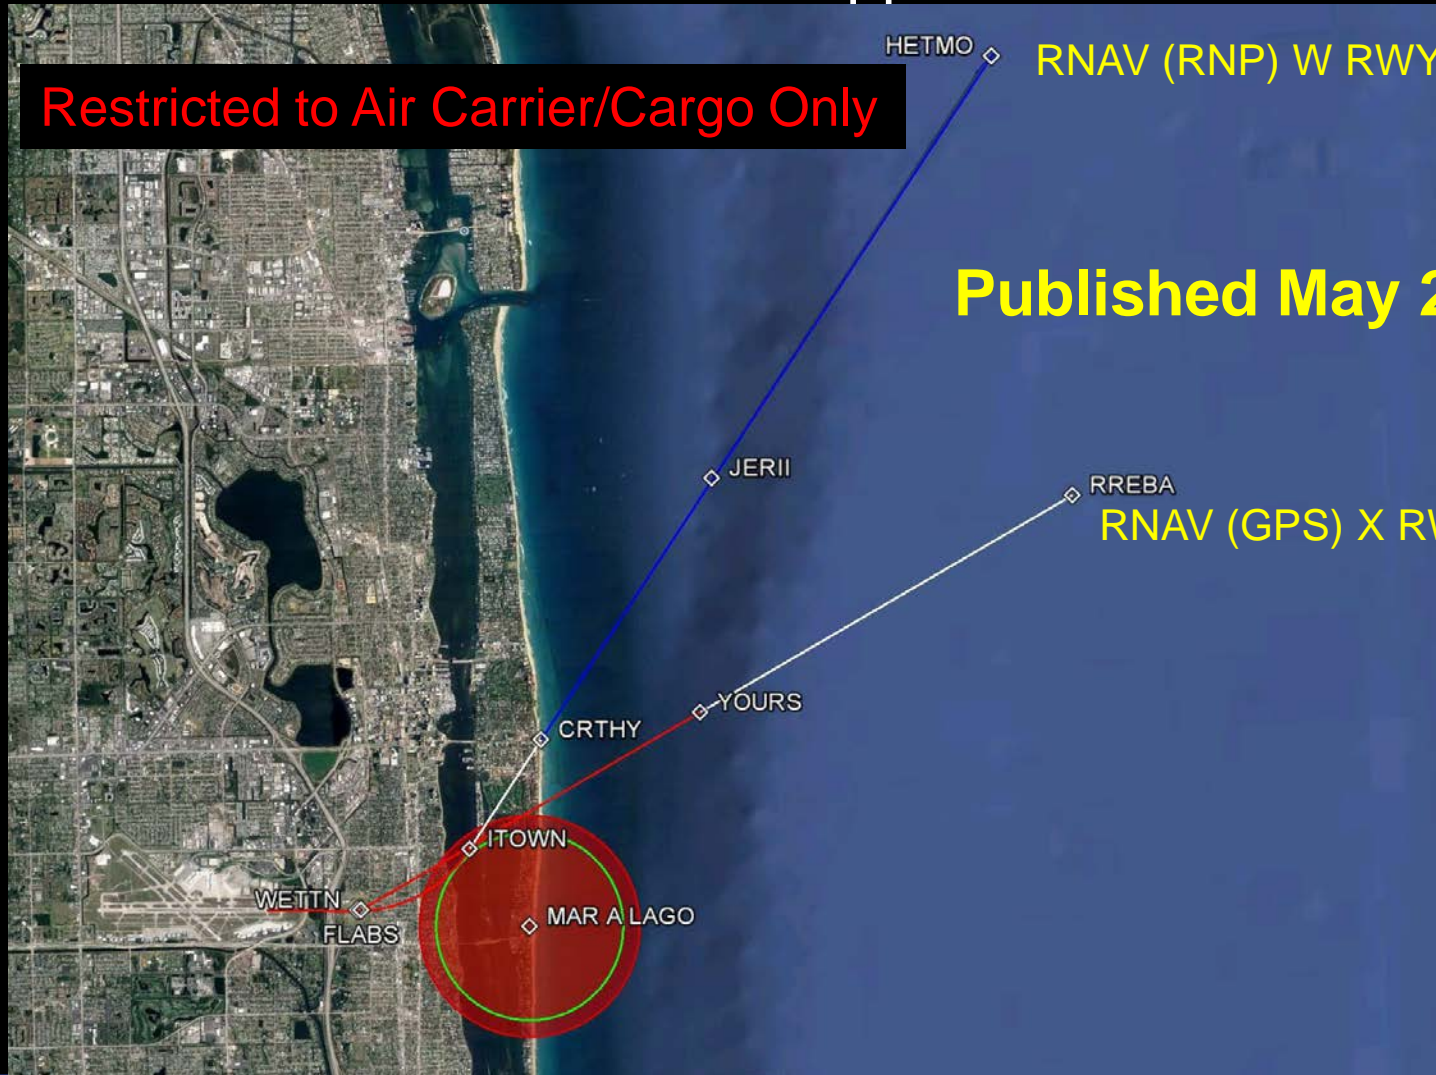 HETMO
RNAV (RNP) W RWY
Restricted to Air Carrier/Cargo Only
Published May
JERII
RREBA
RNAV (GPS) X
YOURS
CRTHY
ITOWN
WETTN
MAR A LAGO
FLABS